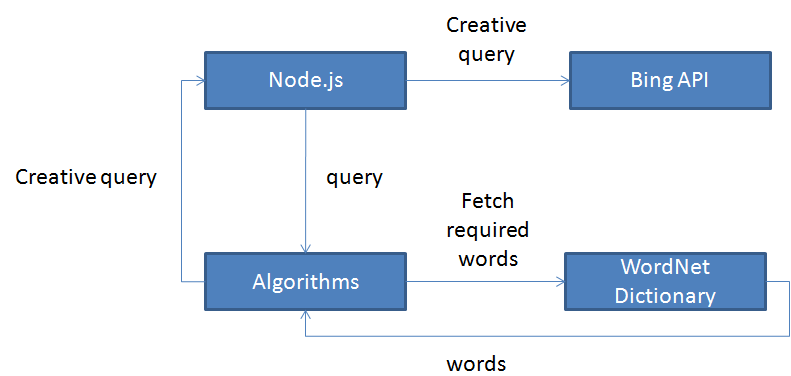 Creative
query
Node.js
Bing API
Creative query
query
Fetch
required
words
Algorithms
WordNet
Dictionary
words